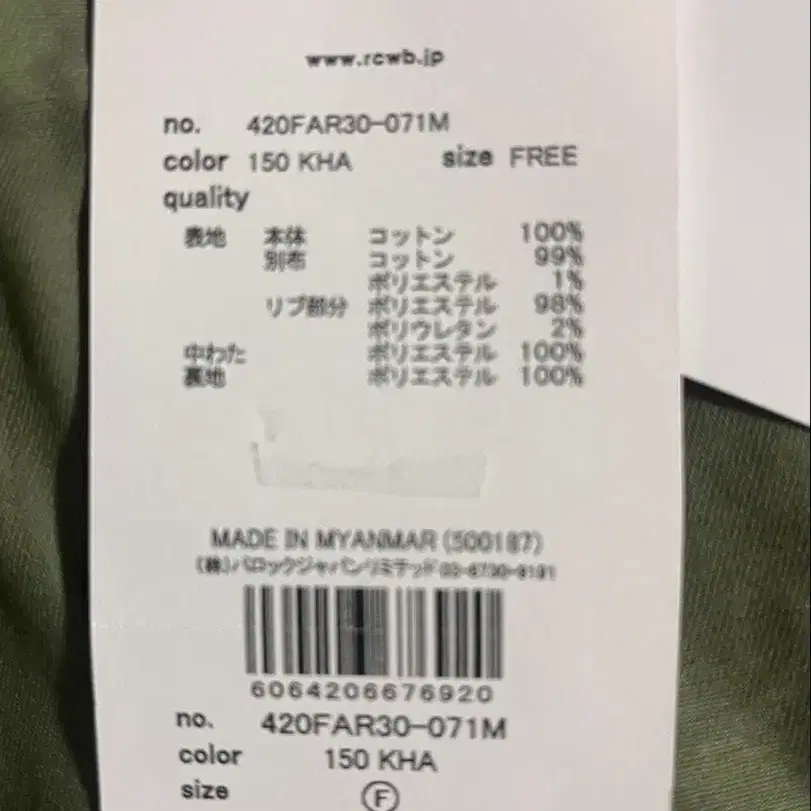 www.rcwb.jp
no. 420FAR30-071M
color 150 KHA size FREE
quality
表地 本体 コットン 100%
別布 コットン 99%
ポリエステル 1%
リブ部分 ポリエステル 98%
ポリウレタン 2%
中わた ポリエステル 100%
裏地 ポリエステル 100%
MADE IN MYANMAR (500187)
(株)バロックジャパンリミテッド 03-6730-9191
6064206676920
no. 420FAR30-071M
color 150 KHA
size F